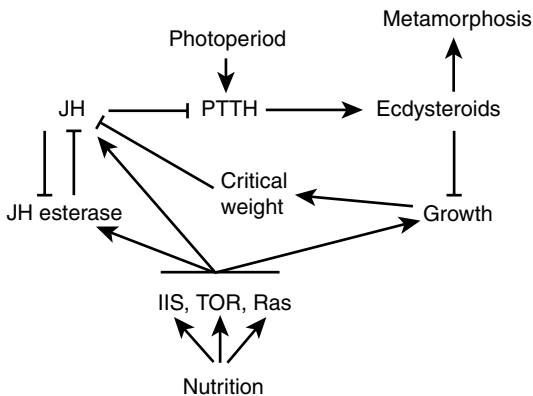 Metamorphosis
Photoperiod
JH
PTTH
Ecdysteroids
Critical
weight
JH esterase
Growth
IIS, TOR, Ras
Nutrition